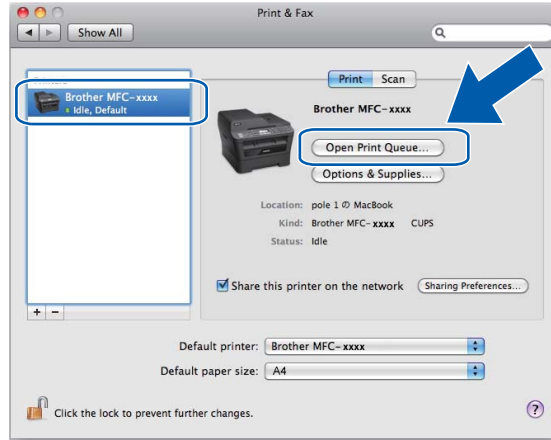 Print & Fax
Show All
Print Scan
Brother MFC-xxxx
Idle, Default
Brother MFC-xxxx
Open Print Queue...
Options & Supplies...
Location: pole 1 の MacBook
Kind: Brother MFC-xxxx CUPS
Status: Idle
Share this printer on the network Sharing Preferences...
+ −
Default printer: Brother MFC-xxxx
Default paper size: A4
Click the lock to prevent further changes. ?